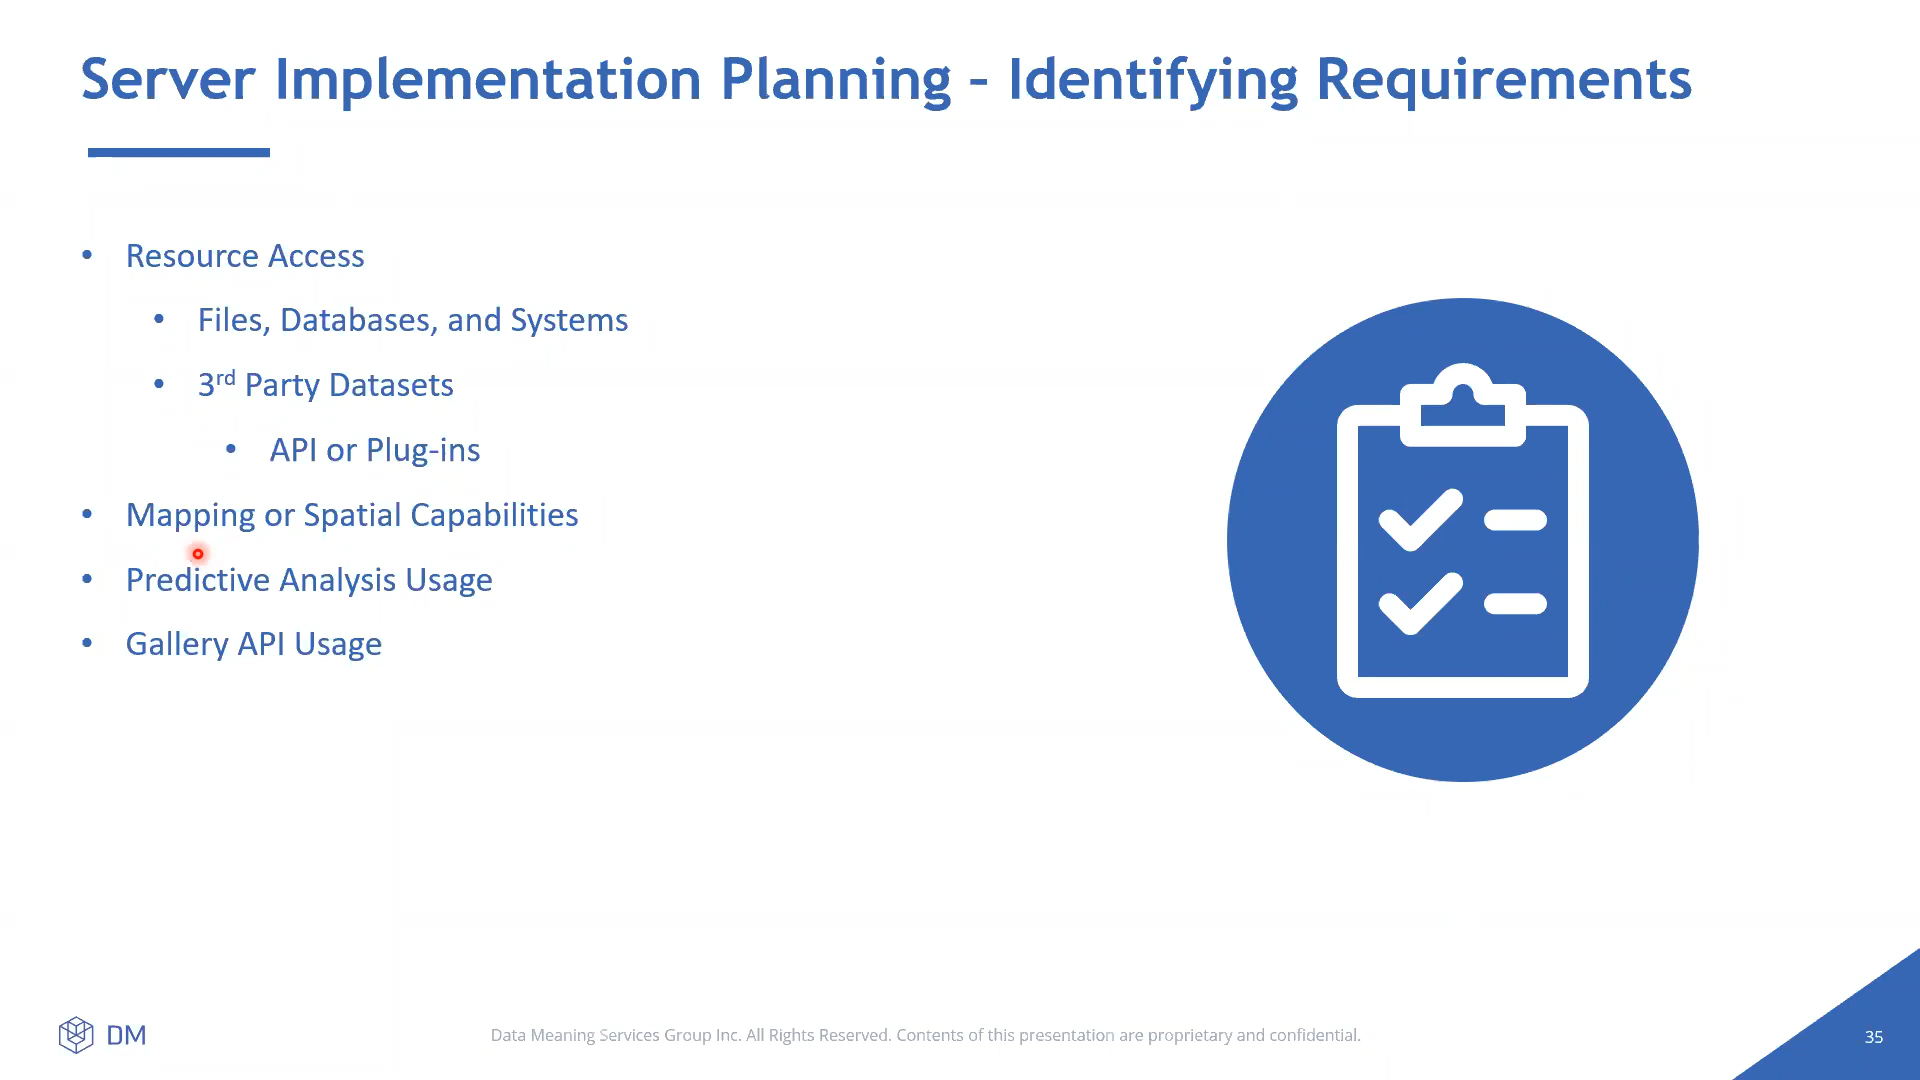 Server Implementation Planning – Identifying Requirements
• Resource Access
• Files, Databases, and Systems
• 3rd Party Datasets
• API or Plug-ins
• Mapping or Spatial Capabilities
• Predictive Analysis Usage
• Gallery API Usage
DM
Data Meaning Services Group Inc. All Rights Reserved. Contents of this presentation are proprietary and confidential.
35